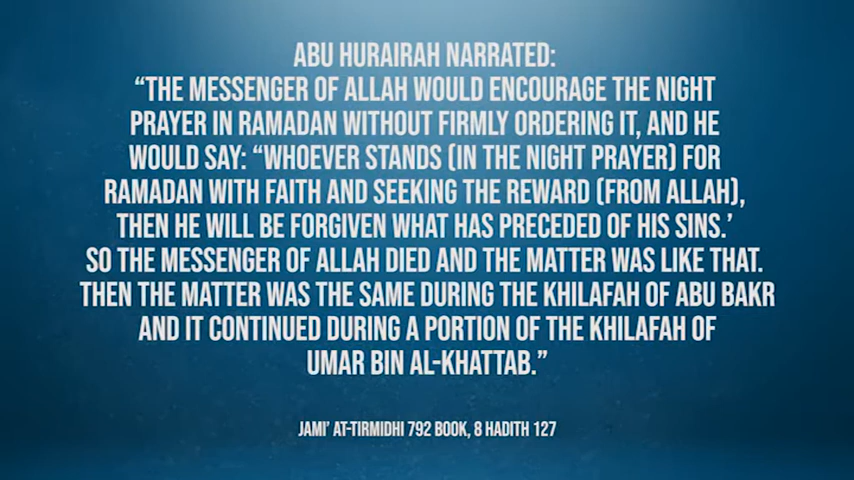 ABU HURAIRAH NARRATED:
“THE MESSENGER OF ALLAH WOULD ENCOURAGE THE NIGHT
PRAYER IN RAMADAN WITHOUT FIRMLY ORDERING IT, AND HE
WOULD SAY: “WHOEVER STANDS (IN THE NIGHT PRAYER) FOR
RAMADAN WITH FAITH AND SEEKING THE REWARD (FROM ALLAH),
THEN HE WILL BE FORGIVEN WHAT HAS PRECEDED OF HIS SINS.’
SO THE MESSENGER OF ALLAH DIED AND THE MATTER WAS LIKE THAT.
THEN THE MATTER WAS THE SAME DURING THE KHILAFAH OF ABU BAKR
AND IT CONTINUED DURING A PORTION OF THE KHILAFAH OF
UMAR BIN AL-KHATTAB.”
JAMI’ AT-TIRMIDHI 792 BOOK, 8 HADITH 127